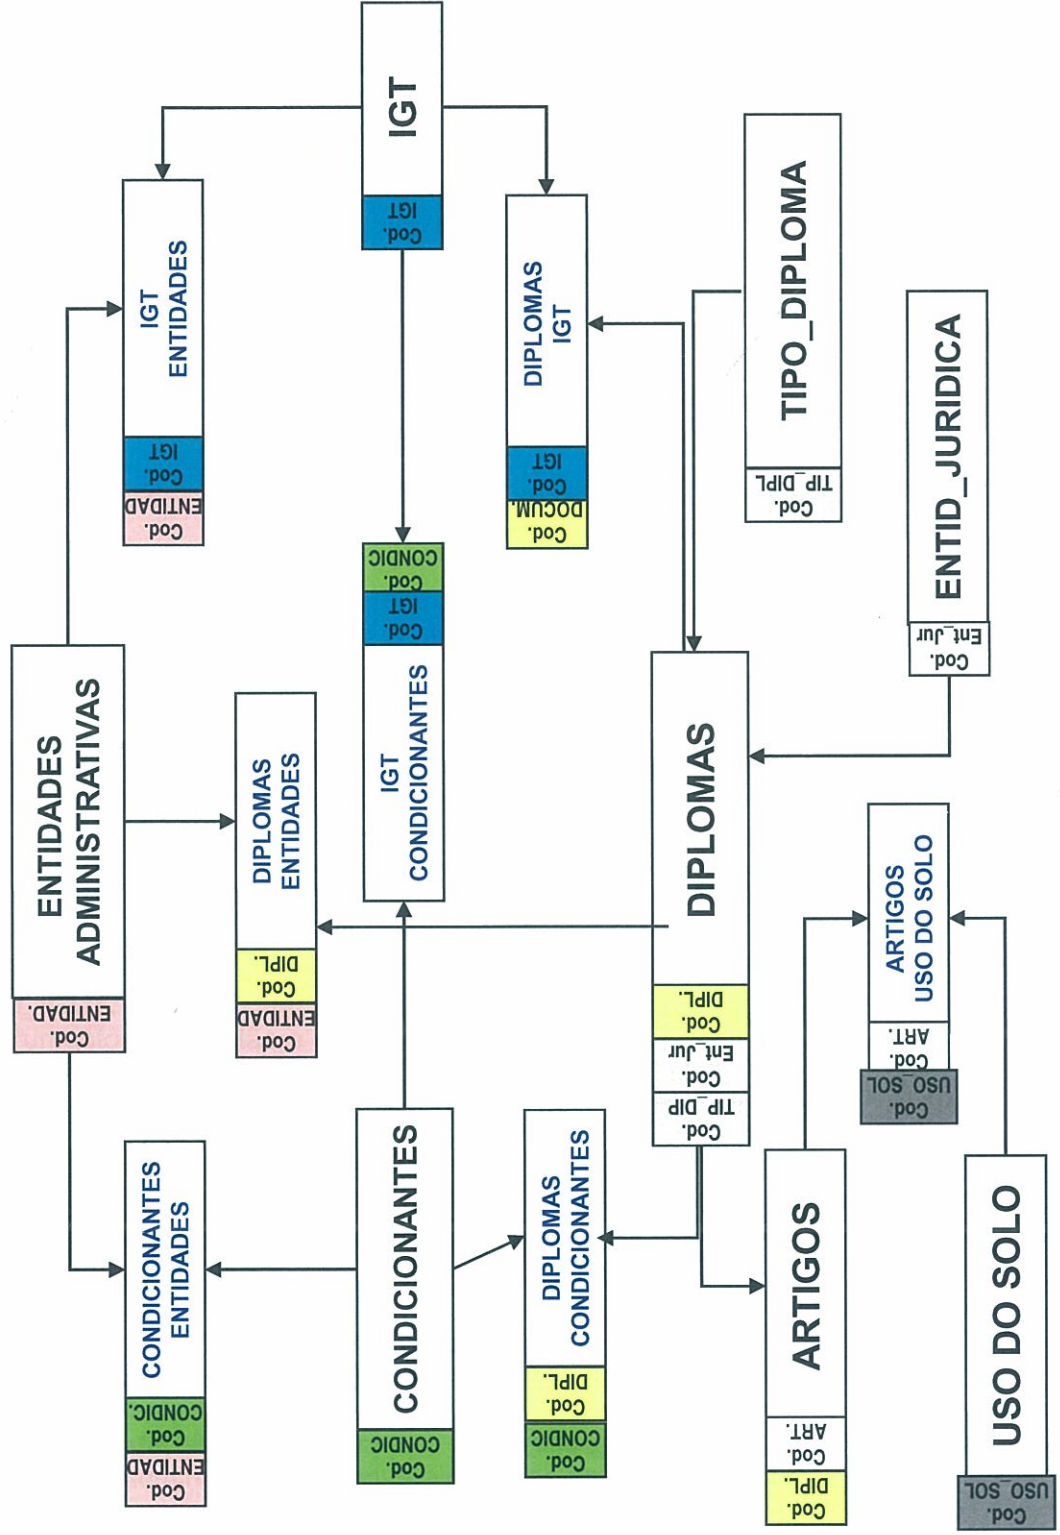 Cod.
ENTIDAD.
ENTIDADES
ADMINISTRATIVAS
Cod.
ENTIDAD
Cod.
CONDIC.
CONDICIONANTES
ENTIDADES
Cod.
ENTIDAD
Cod.
IGT
IGT
ENTIDADES
Cod.
ENTIDAD
Cod.
DIPL.
DIPLOMAS
ENTIDADES
Cod.
CONDIC
CONDICIONANTES
IGT
CONDICIONANTES
Cod.
IGT
Cod.
CONDIC
Cod.
IGT
IGT
Cod.
CONDIC
Cod.
DIPL.
DIPLOMAS
CONDICIONANTES
Cod.
DOCUM.
Cod.
IGT
DIPLOMAS
IGT
Cod.
TIP_DIP
Cod.
Ent_Jur
Cod.
DIPL.
DIPLOMAS
Cod.
DIPL.
Cod.
ART.
ARTIGOS
Cod.
TIP_DIPL
TIPO_DIPLOMA
Cod.
USO_SOL
Cod.
ART.
ARTIGOS
USO DO SOLO
Cod.
Ent_Jur
ENTID_JURIDICA
Cod.
USO_SOL
USO DO SOLO